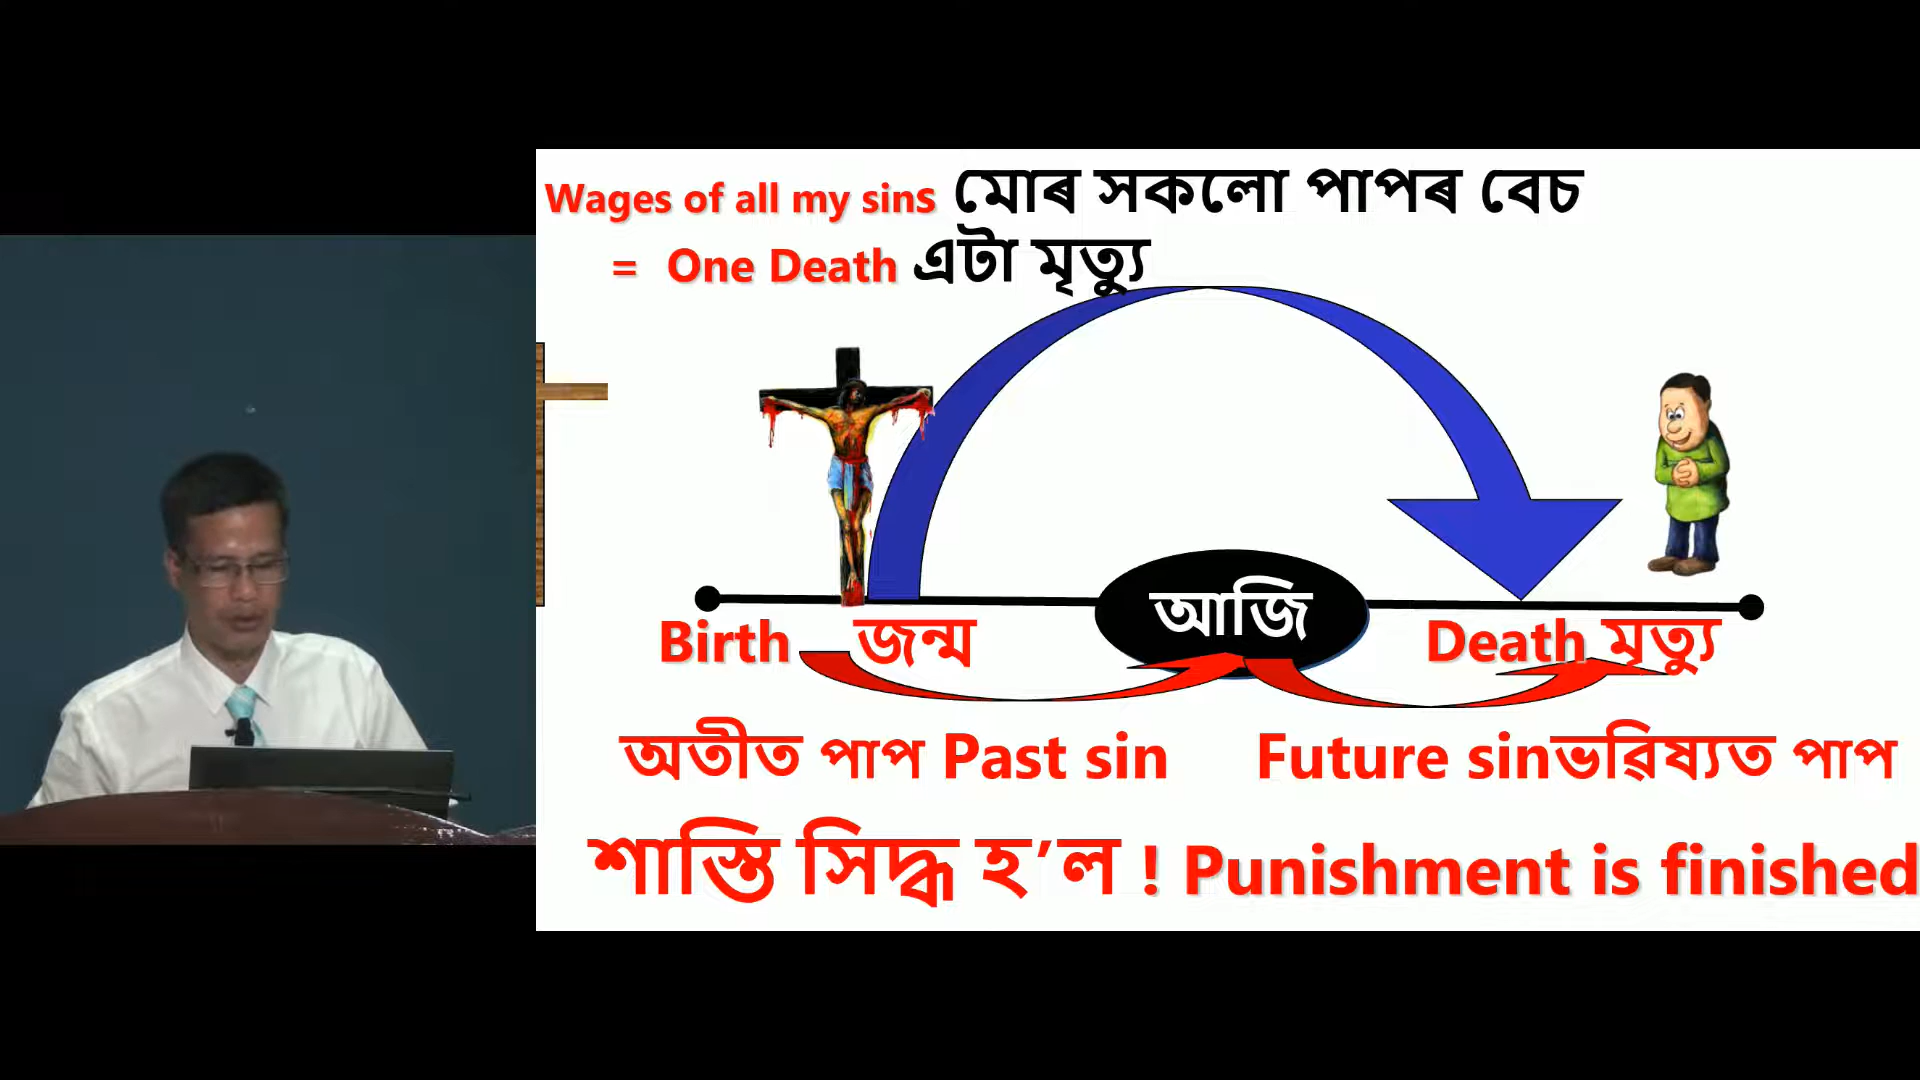 Wages of all my sins মোৰ সকলো পাপৰ বেচ
= One Death এটা মৃত্যু
আজি
Birth জন্ম
Death মৃত্যু
অতীত পাপ Past sin
Future sinভৱিষ্যত পাপ
শাস্তি সিদ্ধ হ’ল ! Punishment is finished